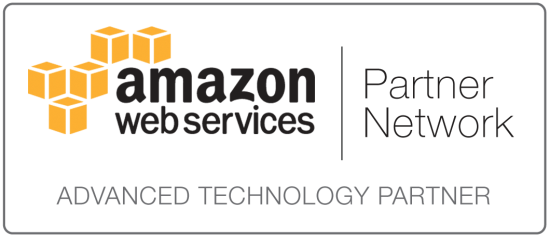 amazon
web services
Partner
Network
ADVANCED TECHNOLOGY PARTNER